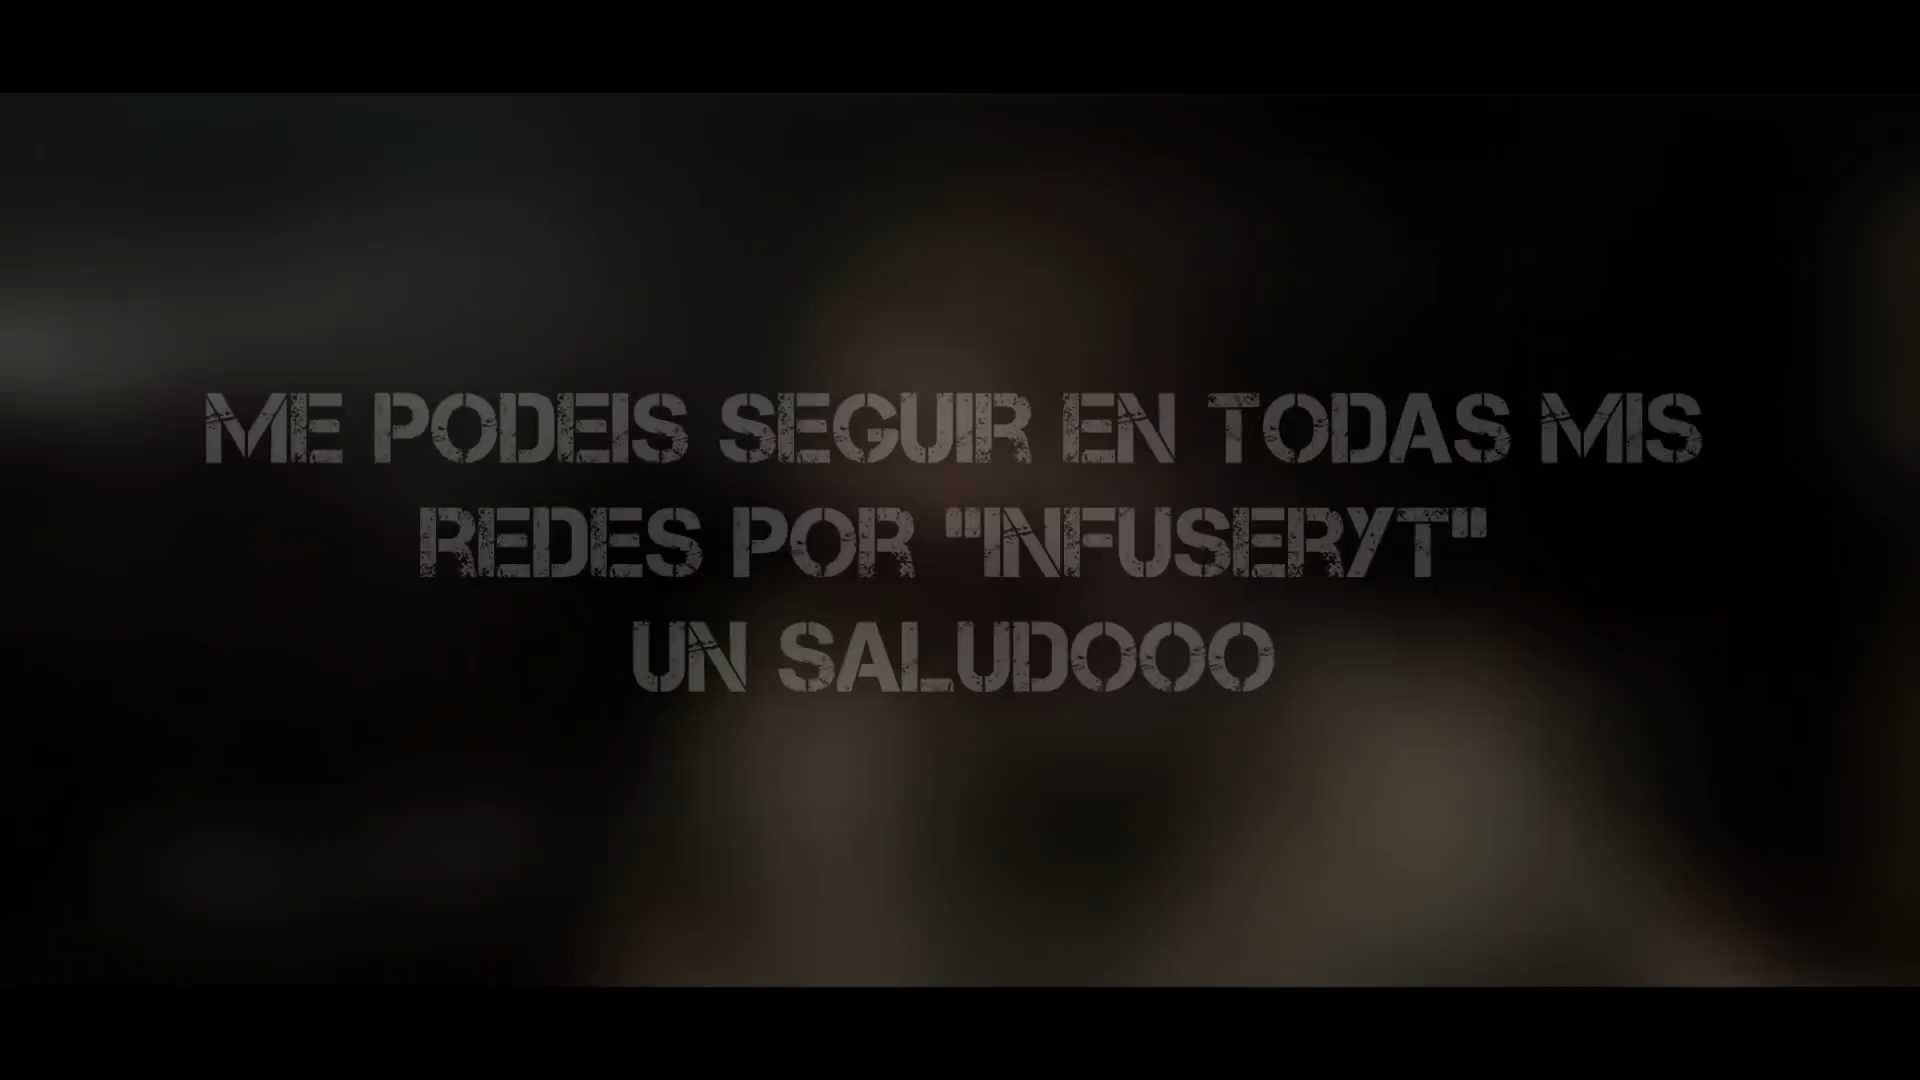 ME PODEIS SEGUIR EN TODAS MIS
REDES POR "INFUSERYT"
UN SALUDOOO